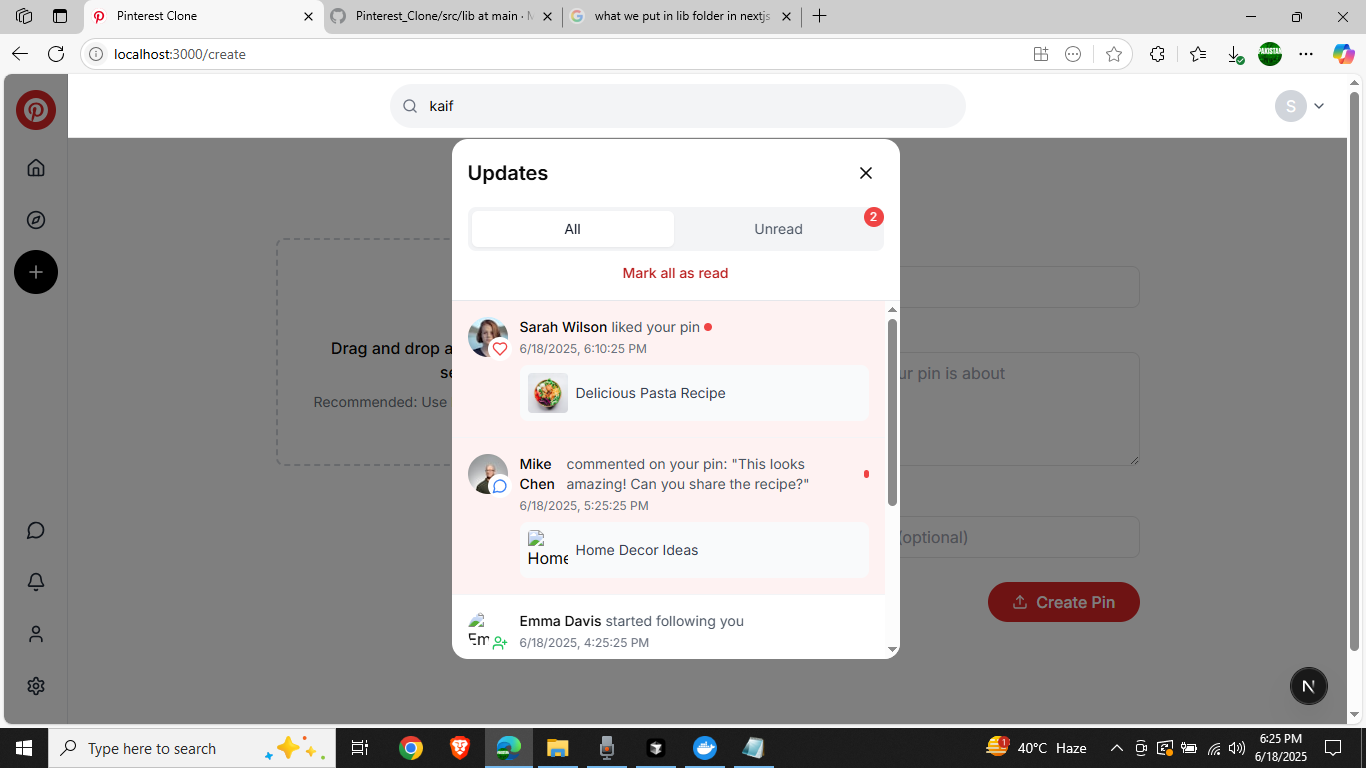 Pinterest Clone
Pinterest_Clone/src/lib at main · M
what we put in lib folder in nextjs
localhost:3000/create
PAKISTAN
kaif
S
Updates
All
Unread
2
Mark all as read
Sarah Wilson liked your pin
6/18/2025, 6:10:25 PM
Delicious Pasta Recipe
Mike Chen
commented on your pin: "This looks
amazing! Can you share the recipe?"
6/18/2025, 5:25:25 PM
Home
Home Decor Ideas
Em
Emma Davis started following you
6/18/2025, 4:25:25 PM
Drag and drop a
se
Recommended: Use
ur pin is about
(optional)
Create Pin
N
Type here to search
1
40°C Haze
6:25 PM
6/18/2025